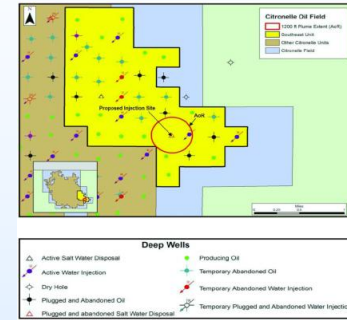 N
Citronelle Oil Field
1200 ft Plume Extent (AoR)
Southeast Unit
Other Citronelle Units
Citronelle Field
Proposed Injection Site
AoR
Miles
Deep Wells
Active Salt Water Disposal
Producing Oil
Active Water Injection
Temporary Abandoned Oil
Dry Hole
Temporary Abandoned Water Injection
Plugged and Abandoned Oil
Temporary Plugged and Abandoned Water Injection
Plugged and abandoned Salt Water Disposal